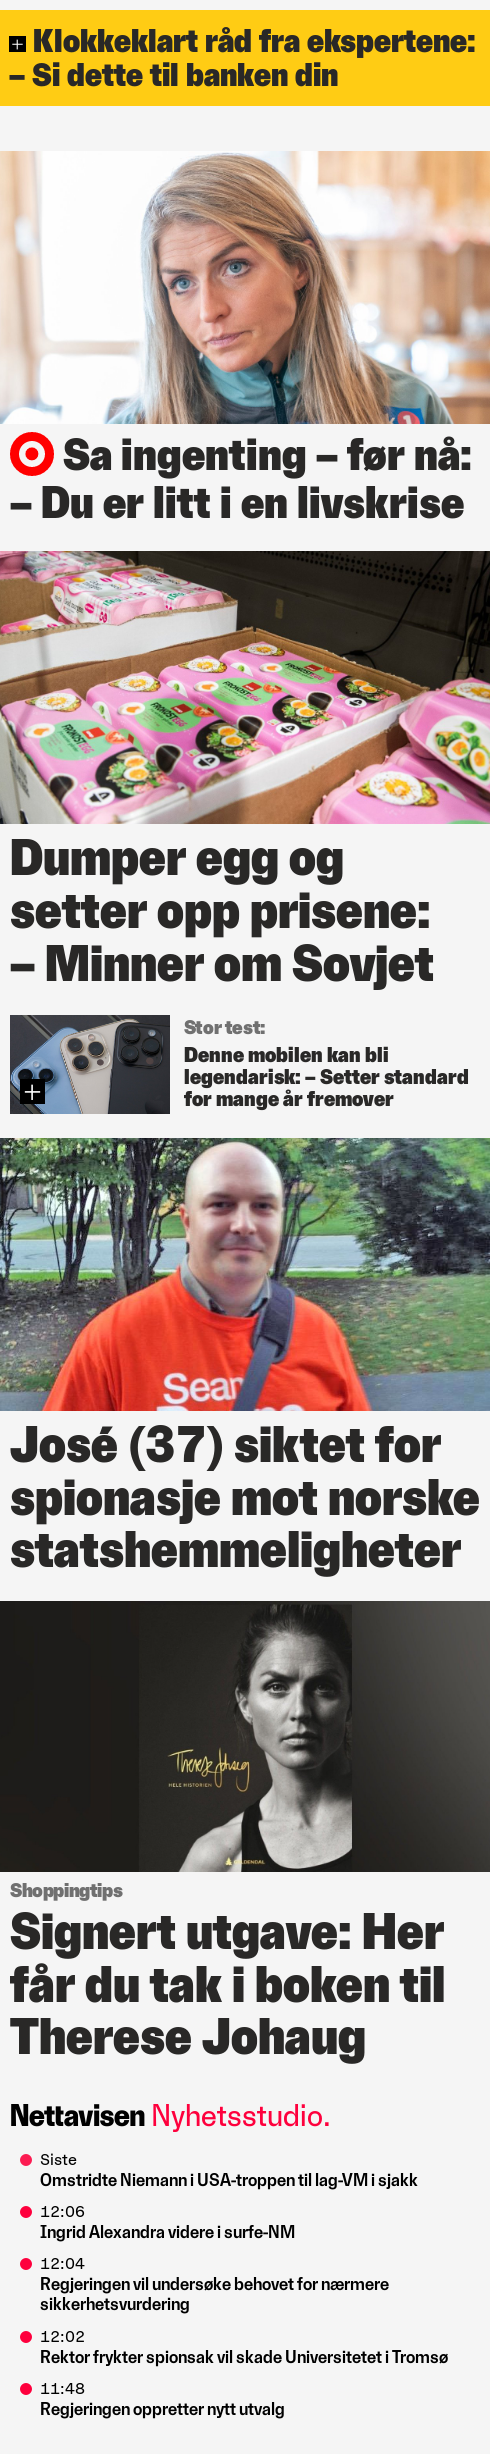 Klokkeklart råd fra ekspertene:
– Si dette til banken din
Sa ingenting – før nå:
– Du er litt i en livskrise
FROKOSTEGG
FROKOSTEGG
Dumper egg og
setter opp prisene:
– Minner om Sovjet
Stor test:
Denne mobilen kan bli
legendarisk: – Setter standard
for mange år fremover
Sean
José (37) siktet for
spionasje mot norske
statshemmeligheter
Therese Johaug
HELE HISTORIEN
GYLDENDAL
Shoppingtips
Signert utgave: Her
får du tak i boken til
Therese Johaug
Nettavisen Nyhetsstudio.
Siste
Omstridte Niemann i USA-troppen til lag-VM i sjakk
12:06
Ingrid Alexandra videre i surfe-NM
12:04
Regjeringen vil undersøke behovet for nærmere
sikkerhetsvurdering
12:02
Rektor frykter spionsak vil skade Universitetet i Tromsø
11:48
Regjeringen oppretter nytt utvalg